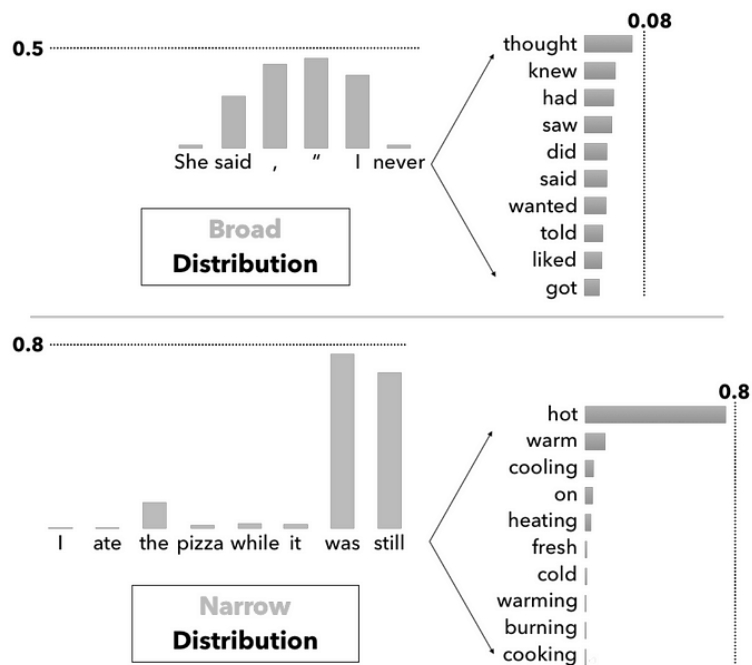 0.5
She said , “ I never
Broad
Distribution
0.08
thought
knew
had
saw
did
said
wanted
told
liked
got
0.8
I ate the pizza while it was still
Narrow
Distribution
0.8
hot
warm
cooling
on
heating
fresh
cold
warming
burning
cooking